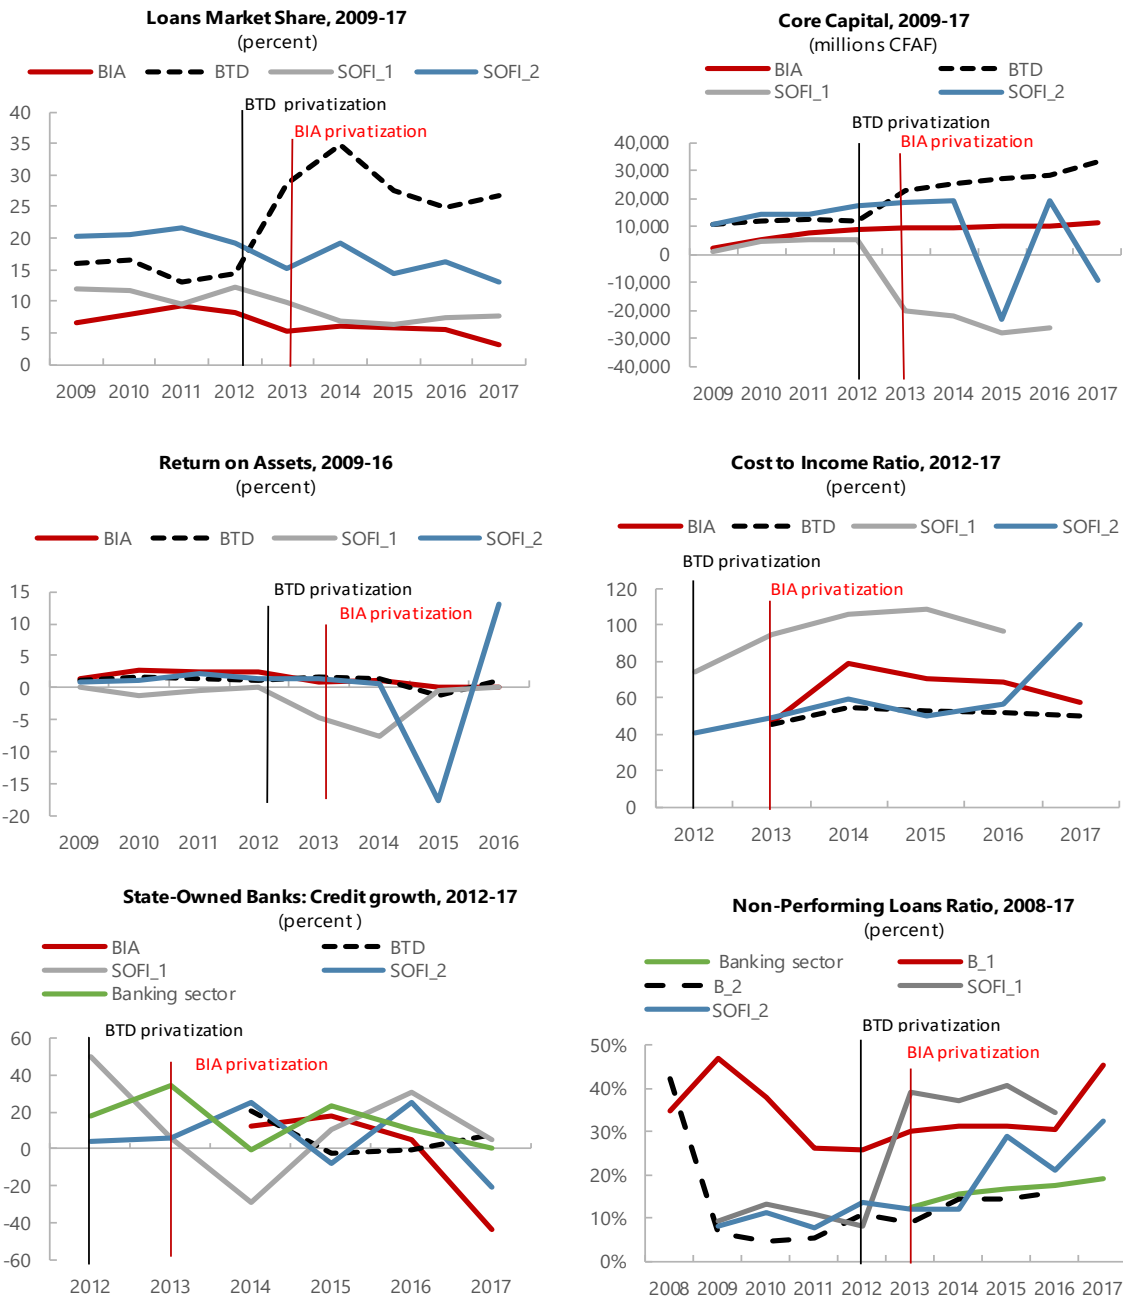 Loans Market Share, 2009-17
(percent)
BIA BTD SOFI_1 SOFI_2
BTD privatization
BIA privatization
40
35
30
25
20
15
10
5
0
2009 2010 2011 2012 2013 2014 2015 2016 2017
Core Capital, 2009-17
(millions CFAF)
BIA BTD
SOFI_1 SOFI_2
BTD privatization
BIA privatization
40,000
30,000
20,000
10,000
0
-10,000
-20,000
-30,000
-40,000
2009 2010 2011 2012 2013 2014 2015 2016 2017
Return on Assets, 2009-16
(percent)
BIA BTD SOFI_1 SOFI_2
BTD privatization
BIA privatization
15
10
5
0
-5
-10
-15
-20
2009 2010 2011 2012 2013 2014 2015 2016
Cost to Income Ratio, 2012-17
(percent)
BIA BTD SOFI_1 SOFI_2
BTD privatization
BIA privatization
120
100
80
60
40
20
0
2012 2013 2014 2015 2016 2017
State-Owned Banks: Credit growth, 2012-17
(percent )
BIA BTD
SOFI_1 SOFI_2
Banking sector
BTD privatization
BIA privatization
60
40
20
0
-20
-40
-60
2012 2013 2014 2015 2016 2017
Non-Performing Loans Ratio, 2008-17
(percent)
Banking sector B_1
B_2 SOFI_1
SOFI_2
BTD privatization
BIA privatization
50%
40%
30%
20%
10%
0%
2008 2009 2010 2011 2012 2013 2014 2015 2016 2017